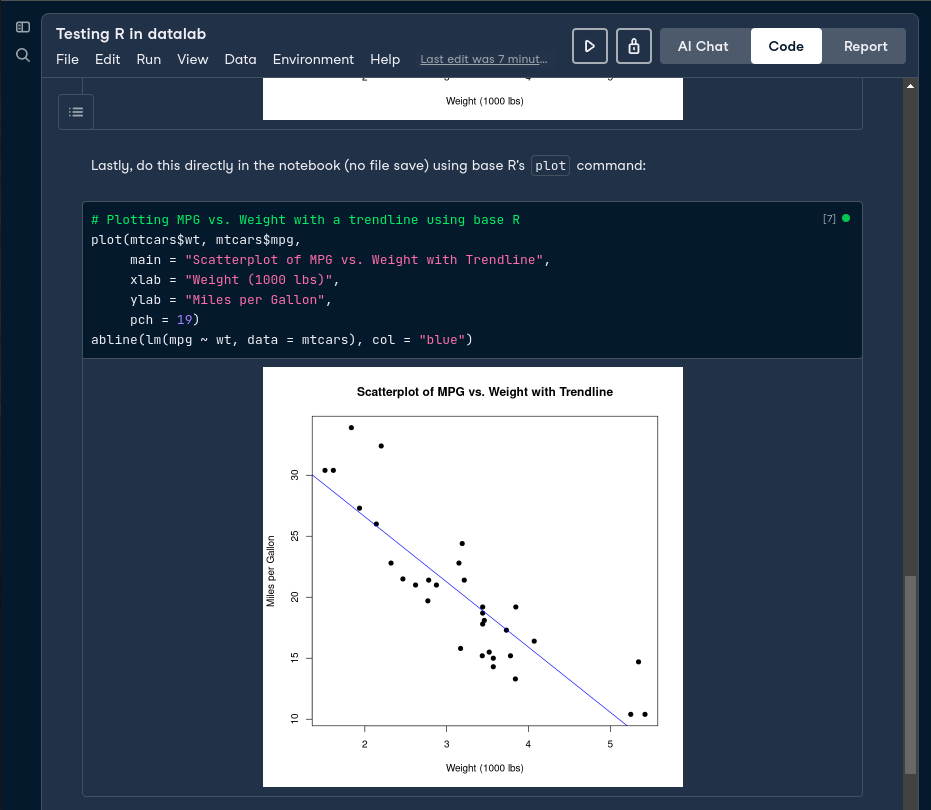 Testing R in datalab
File Edit Run View Data Environment Help Last edit was 7 minut...
AI Chat Code Report
Weight (1000 lbs)
Lastly, do this directly in the notebook (no file save) using base R's plot command:
# Plotting MPG vs. Weight with a trendline using base R
[7]
plot(mtcars$wt, mtcars$mpg,
main = "Scatterplot of MPG vs. Weight with Trendline",
xlab = "Weight (1000 lbs)",
ylab = "Miles per Gallon",
pch = 19)
abline(lm(mpg ~ wt, data = mtcars), col = "blue")
Scatterplot of MPG vs. Weight with Trendline
Miles per Gallon
30
25
20
15
10
2 3 4 5
Weight (1000 lbs)